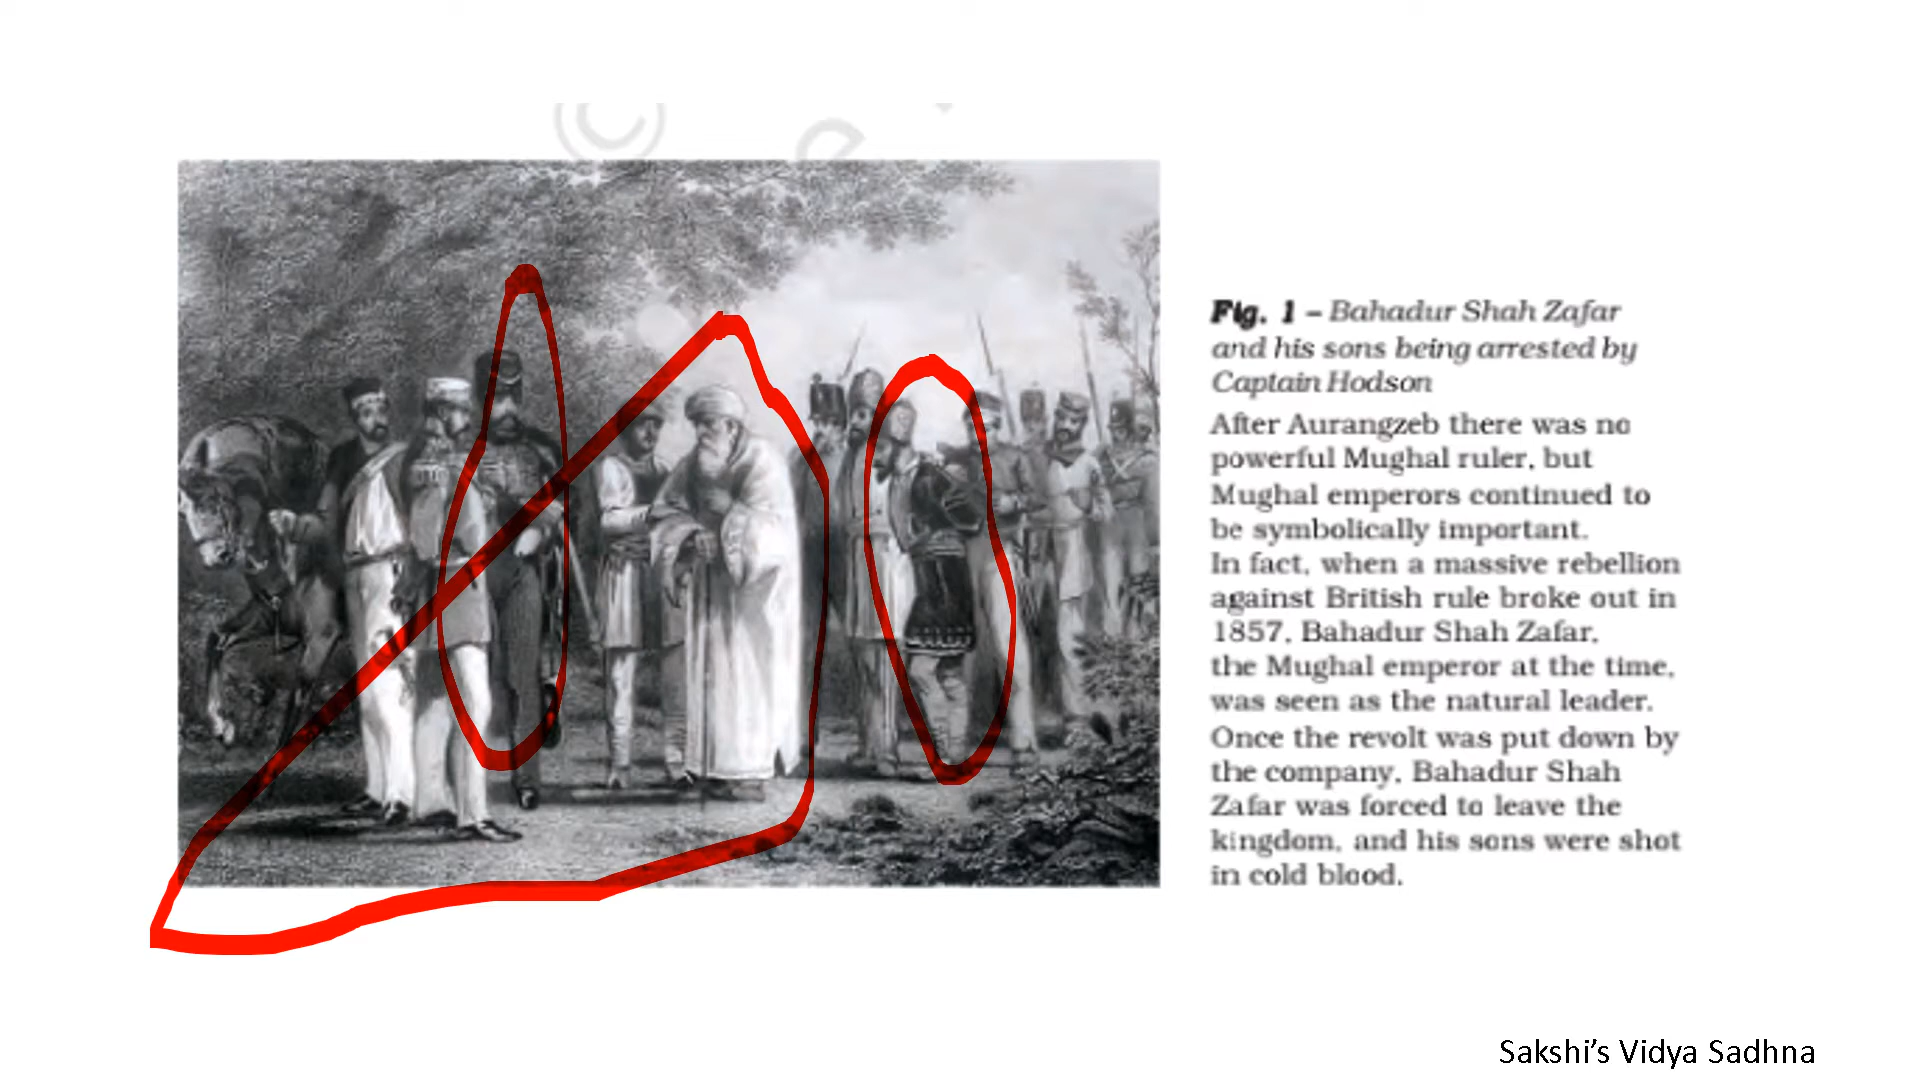 ©
e
Fig. 1 – Bahadur Shah Zafar
and his sons being arrested by
Captain Hodson
After Aurangzeb there was no
powerful Mughal ruler, but
Mughal emperors continued to
be symbolically important.
In fact, when a massive rebellion
against British rule broke out in
1857, Bahadur Shah Zafar,
the Mughal emperor at the time,
was seen as the natural leader.
Once the revolt was put down by
the company, Bahadur Shah
Zafar was forced to leave the
kingdom, and his sons were shot
in cold blood.
Sakshi's Vidya Sadhna